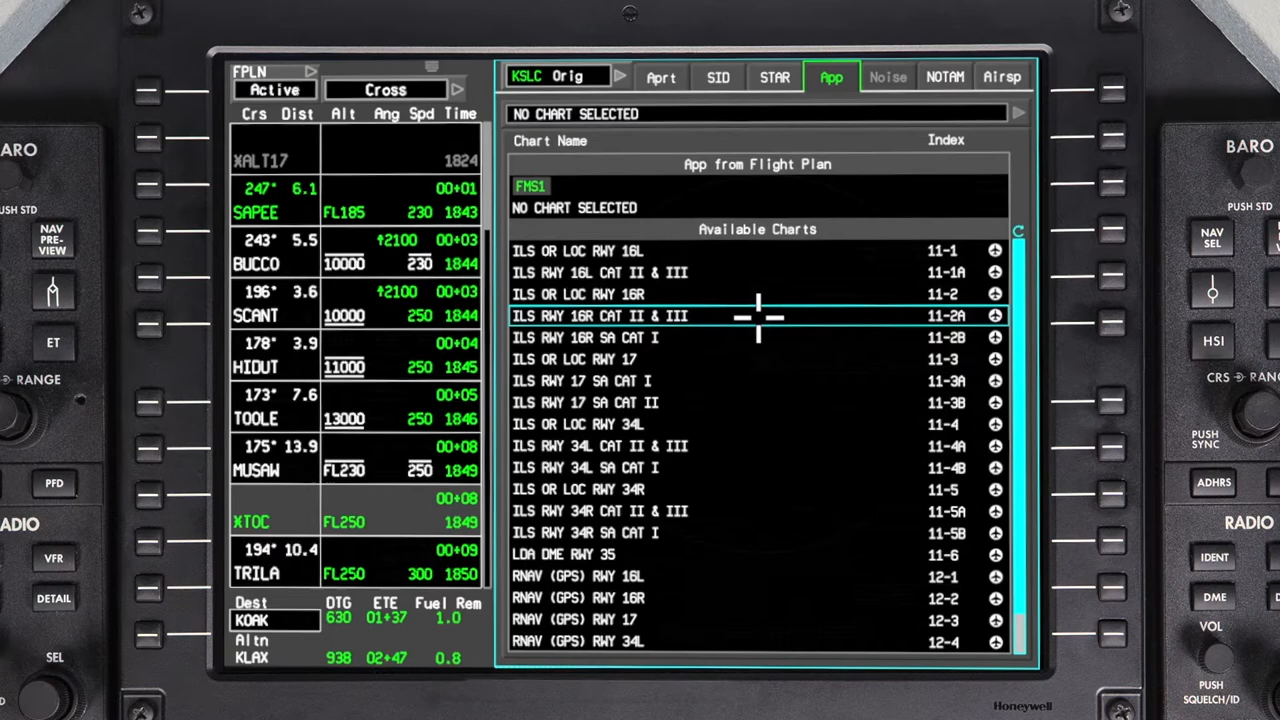 FPLN
Active
Cross
Crs Dist Alt Ang Spd Time
XALT17 1824
247° 6.1 00+01
SAPEE FL185 230 1843
243° 5.5 ↑2100 00+03
BUCCO 10000 230 1844
196° 3.6 ↑2100 00+03
SCANT 10000 250 1844
178° 3.9 00+04
HIDUT 11000 250 1845
173° 7.6 00+05
TOOLE 13000 250 1846
175° 13.9 00+08
MUSAW FL230 250 1849
00+08
XTOC FL250 1849
194° 10.4 00+09
TRILA FL250 300 1850
Dest DTG ETE Fuel Rem
KOAK 630 01+37 1.0
Altn
KLAX 938 02+47 0.8
KSLC Orig Aprt SID STAR App Noise NOTAM Airsp
NO CHART SELECTED
Chart Name Index
App from Flight Plan
FMS1
NO CHART SELECTED
Available Charts
ILS OR LOC RWY 16L 11-1
ILS RWY 16L CAT II & III 11-1A
ILS OR LOC RWY 16R 11-2
ILS RWY 16R CAT II & III 11-2A
ILS RWY 16R SA CAT I 11-2B
ILS OR LOC RWY 17 11-3
ILS RWY 17 SA CAT I 11-3A
ILS RWY 17 SA CAT II 11-3B
ILS OR LOC RWY 34L 11-4
ILS RWY 34L CAT II & III 11-4A
ILS RWY 34L SA CAT I 11-4B
ILS OR LOC RWY 34R 11-5
ILS RWY 34R CAT II & III 11-5A
ILS RWY 34R SA CAT I 11-5B
LDA DME RWY 35 11-6
RNAV (GPS) RWY 16L 12-1
RNAV (GPS) RWY 16R 12-2
RNAV (GPS) RWY 17 12-3
RNAV (GPS) RWY 34L 12-4
Honeywell
ARO
PUSH STD
NAV
PRE-
VIEW
ET
RANGE
PFD
ADIO
VFR
DETAIL
SEL
BARO
PUSH STD
NAV
SEL
HSI
CRS RANG
PUSH
SYNC
ADHRS
RADIO
IDENT
DME
VOL
PUSH
SQUELCH/ID